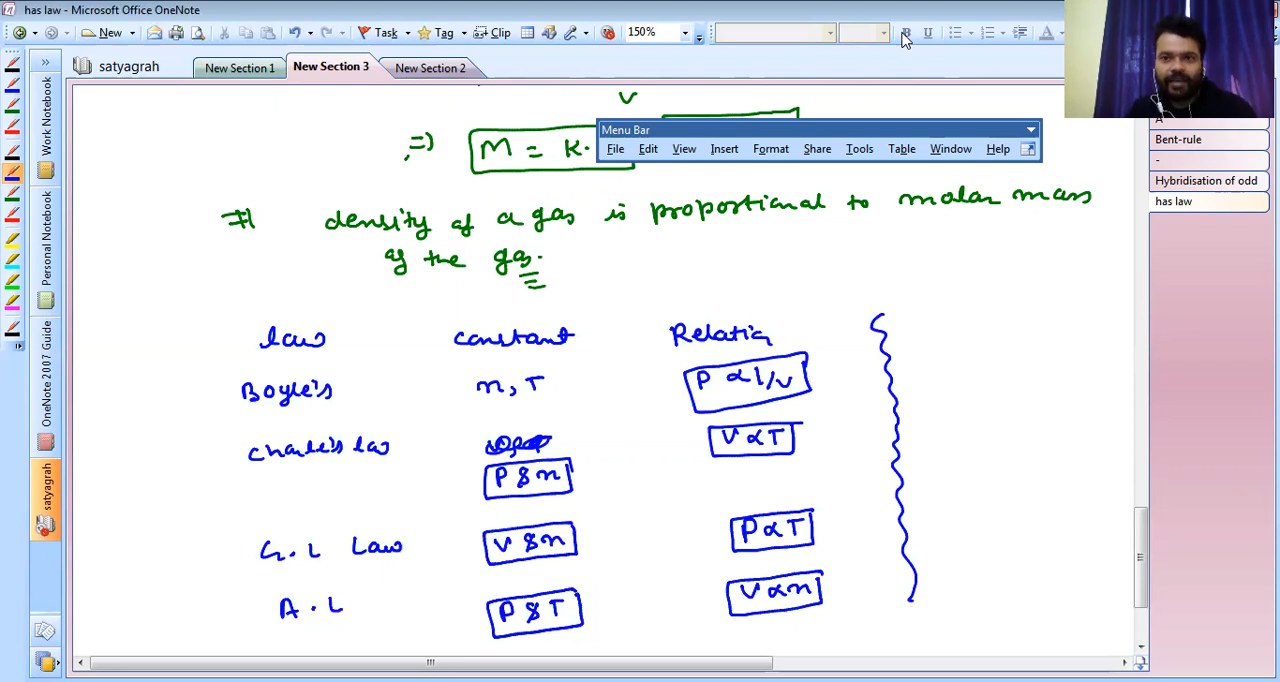 has law - Microsoft Office OneNote
New Task Tag Clip 150% B U A
satyagrah New Section 1 New Section 3 New Section 2
Work Notebook
Personal Notebook
OneNote 2007 Guide
satyagrah
A
Bent-rule
-
Hybridisation of odd
has law
Menu Bar
File Edit View Insert Format Share Tools Table Window Help
V
⇒ M = K.
⇒ density of a gas is proportional to molar mass
of the gas.
law constant Relation
Boyle's n, T P ∝ 1/V
Charle's law P & n V ∝ T
G.L Law V & n P ∝ T
A.L P & T V ∝ n